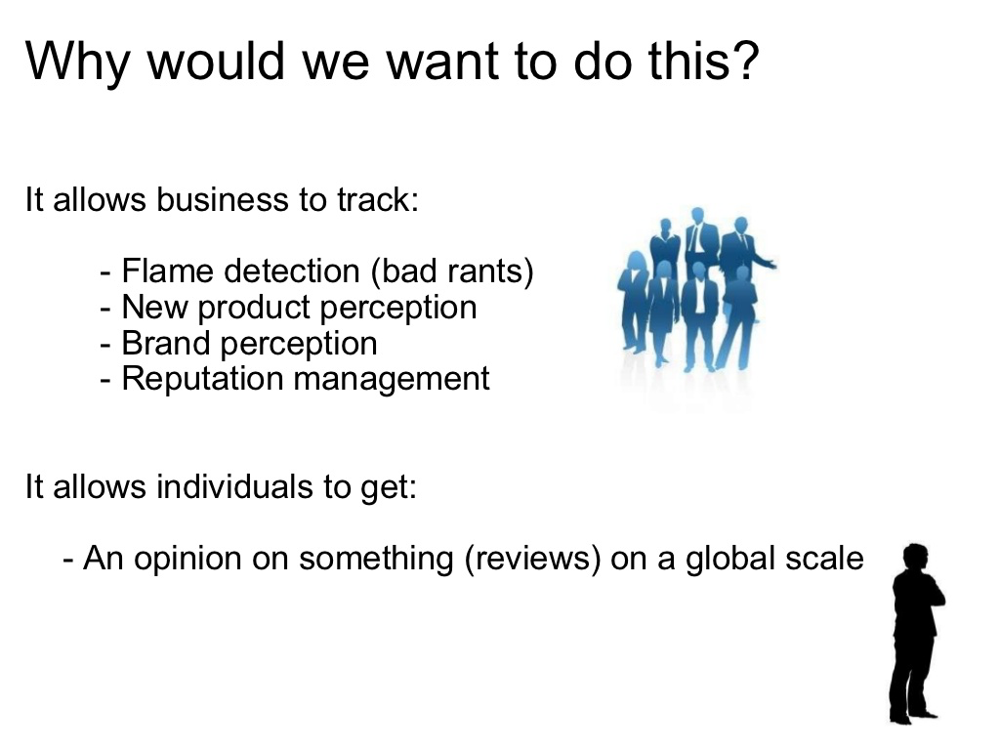 Why would we want to do this?
It allows business to track:
- Flame detection (bad rants)
- New product perception
- Brand perception
- Reputation management
It allows individuals to get:
- An opinion on something (reviews) on a global scale